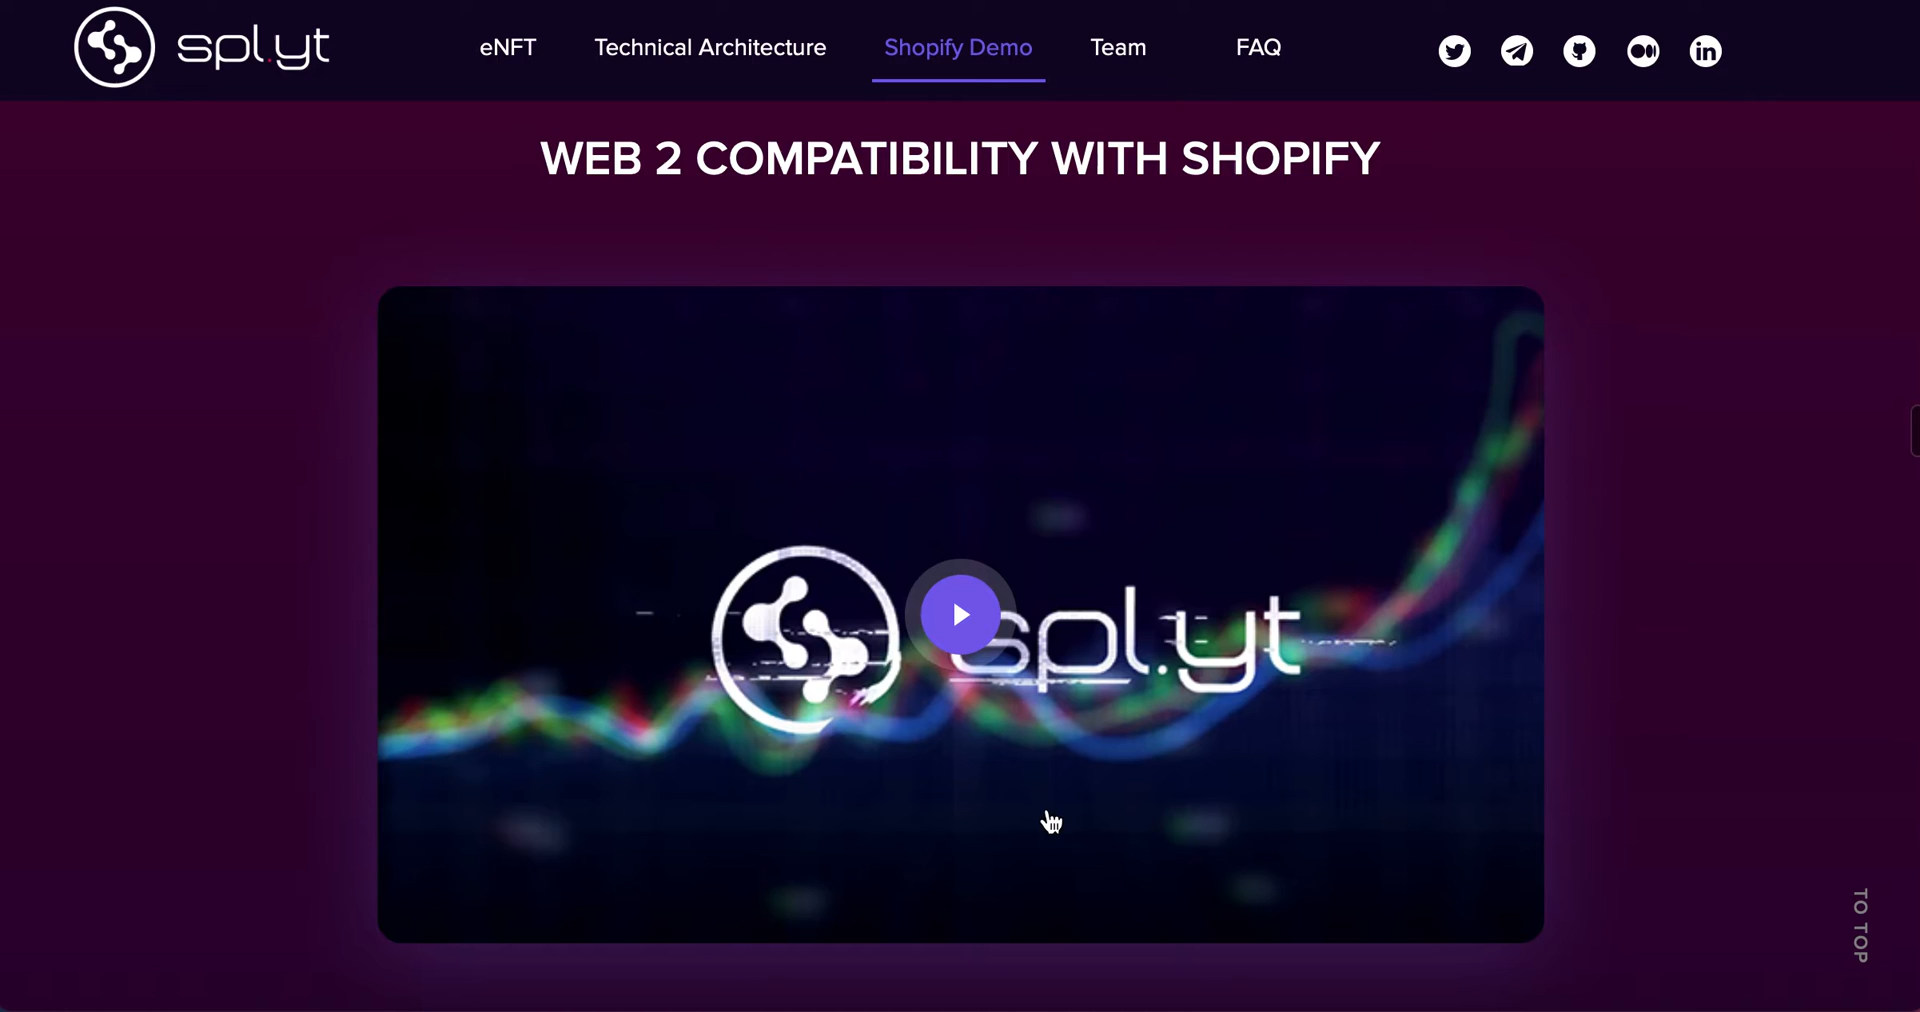 spl.yt
eNFT
Technical Architecture
Shopify Demo
Team
FAQ
WEB 2 COMPATIBILITY WITH SHOPIFY
spl.yt
TO TOP